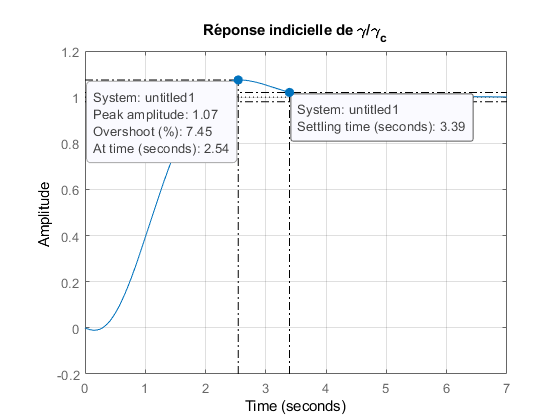 Réponse indicielle de γ/γc
1.2
1
0.8
0.6
0.4
0.2
0
-0.2
Amplitude
System: untitled1
Peak amplitude: 1.07
Overshoot (%): 7.45
At time (seconds): 2.54
System: untitled1
Settling time (seconds): 3.39
0 1 2 3 4 5 6 7
Time (seconds)